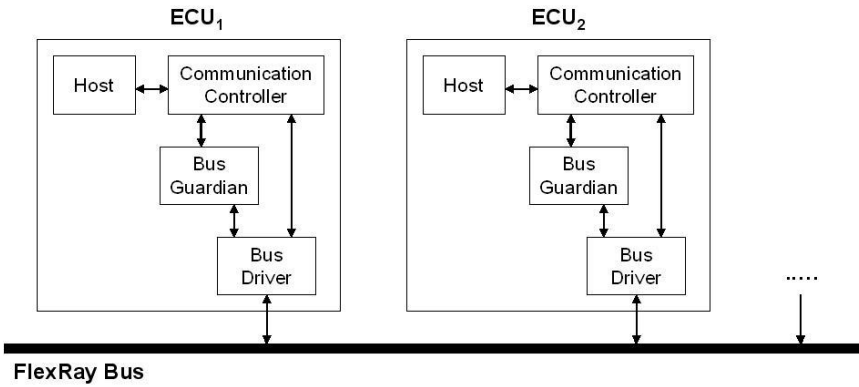 ECU1
ECU2
Host
Communication
Controller
Bus
Guardian
Bus
Driver
Host
Communication
Controller
Bus
Guardian
Bus
Driver
.....
FlexRay Bus